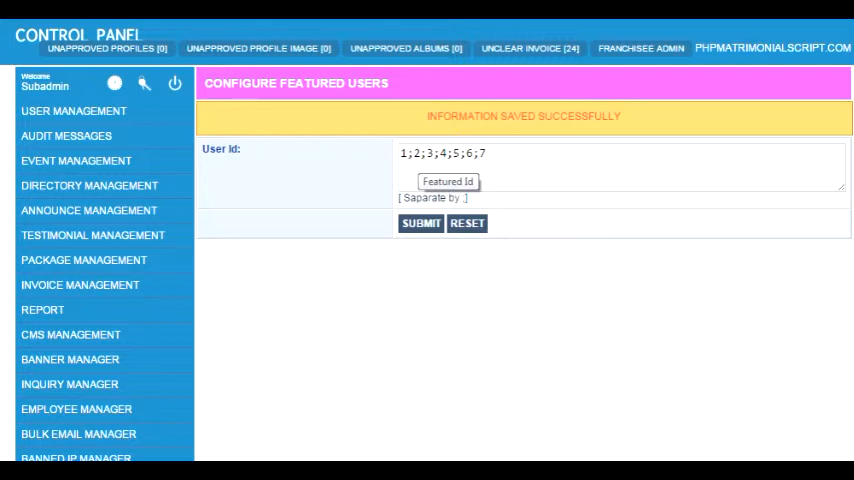 CONTROL PANEL
UNAPPROVED PROFILES [0] UNAPPROVED PROFILE IMAGE [0] UNAPPROVED ALBUMS [0] UNCLEAR INVOICE [24] FRANCHISEE ADMIN PHPMATRIMONIALSCRIPT.COM
Welcome
Subadmin
CONFIGURE FEATURED USERS
INFORMATION SAVED SUCCESSFULLY
User Id:
1;2;3;4;5;6;7
Featured Id
[ Saparate by ;]
SUBMIT RESET
USER MANAGEMENT
AUDIT MESSAGES
EVENT MANAGEMENT
DIRECTORY MANAGEMENT
ANNOUNCE MANAGEMENT
TESTIMONIAL MANAGEMENT
PACKAGE MANAGEMENT
INVOICE MANAGEMENT
REPORT
CMS MANAGEMENT
BANNER MANAGER
INQUIRY MANAGER
EMPLOYEE MANAGER
BULK EMAIL MANAGER
BANNED IP MANAGER